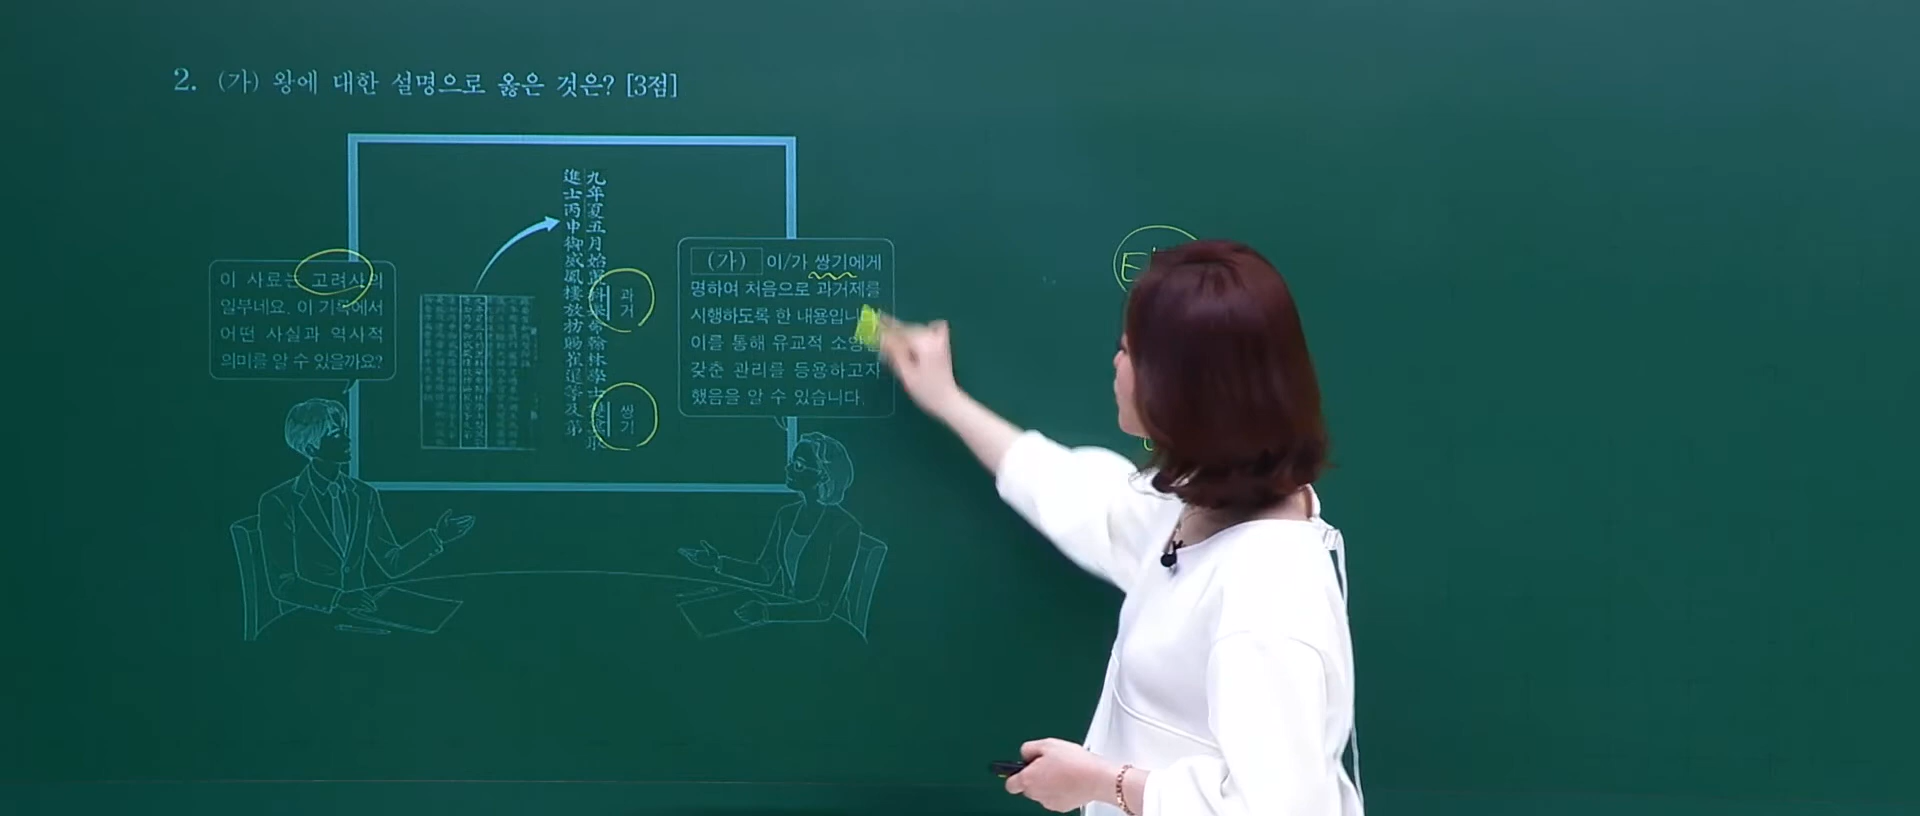 2. (가) 왕에 대한 설명으로 옳은 것은? [3점]
이 사료는 고려사의
일부네요. 이 기록에서
어떤 사실과 역사적
의미를 알 수 있을까요?
九年夏五月始置科擧命翰林學士
進士丙申御威鳳樓放榜賜崔暹等及第
과거
쌍기
(가) 이/가 쌍기에게
명하여 처음으로 과거제를
시행하도록 한 내용입니다
이를 통해 유교적 소양을
갖춘 관리를 등용하고자
했음을 알 수 있습니다.